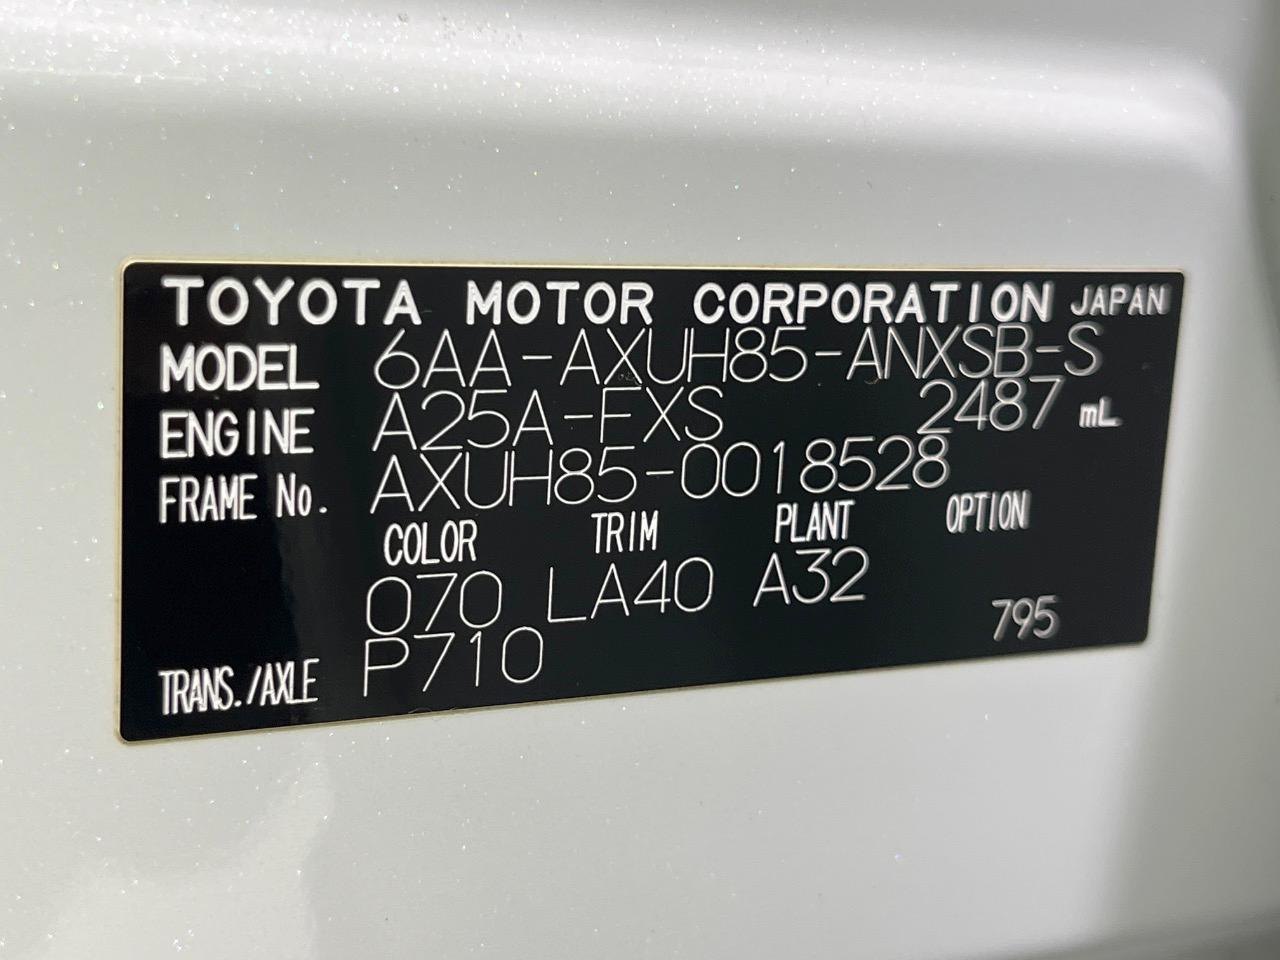 TOYOTA MOTOR CORPORATION JAPAN
MODEL 6AA-AXUH85-ANXSB-S
ENGINE A25A-FXS 2487 mL
FRAME No. AXUH85-0018528
COLOR TRIM PLANT OPTION
070 LA40 A32
TRANS./AXLE P710 795